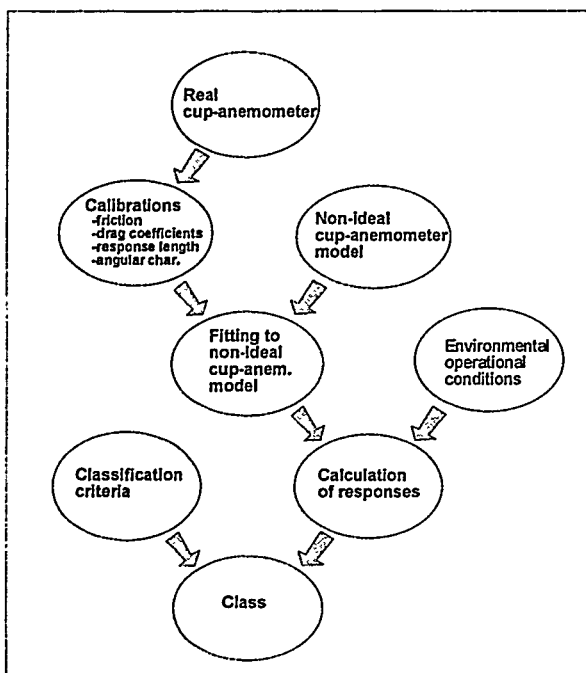 Real
cup-anemometer
Calibrations
-friction
-drag coefficients
-response length
-angular char.
Non-ideal
cup-anemometer
model
Fitting to
non-ideal
cup-anem.
model
Environmental
operational
conditions
Classification
criteria
Calculation
of responses
Class